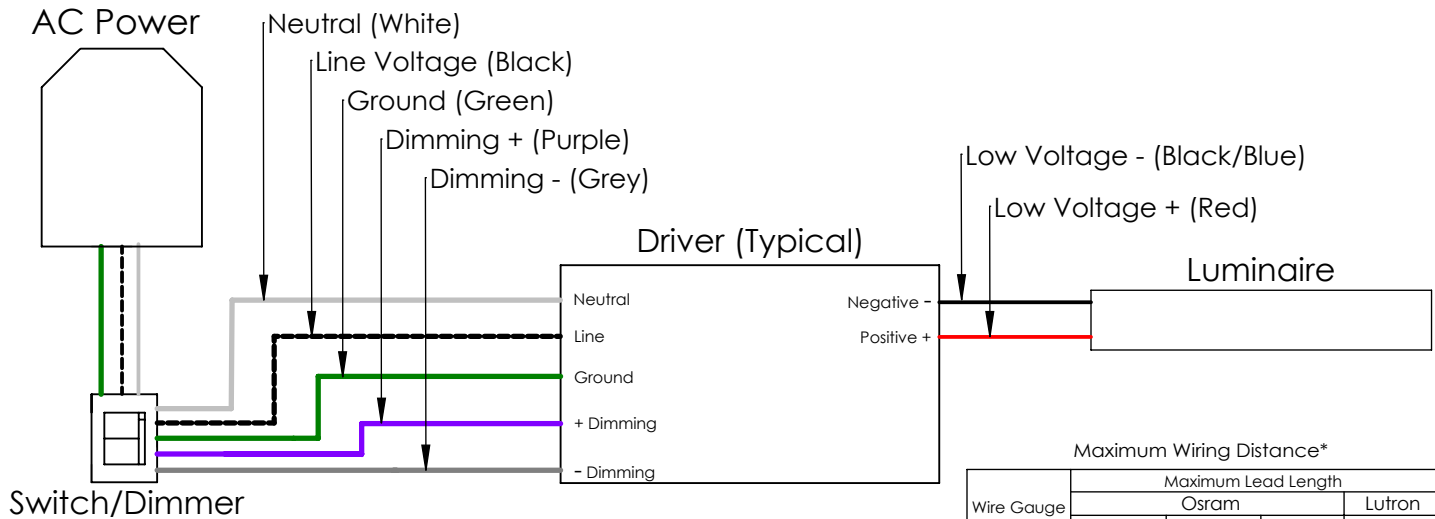 AC Power
Neutral (White)
Line Voltage (Black)
Ground (Green)
Dimming + (Purple)
Dimming - (Grey)
Low Voltage - (Black/Blue)
Low Voltage + (Red)
Driver (Typical)
Luminaire
Neutral
Line
Ground
+ Dimming
- Dimming
Negative -
Positive +
Switch/Dimmer
Maximum Wiring Distance*
Maximum Lead Length
Wire Gauge
Osram
Lutron